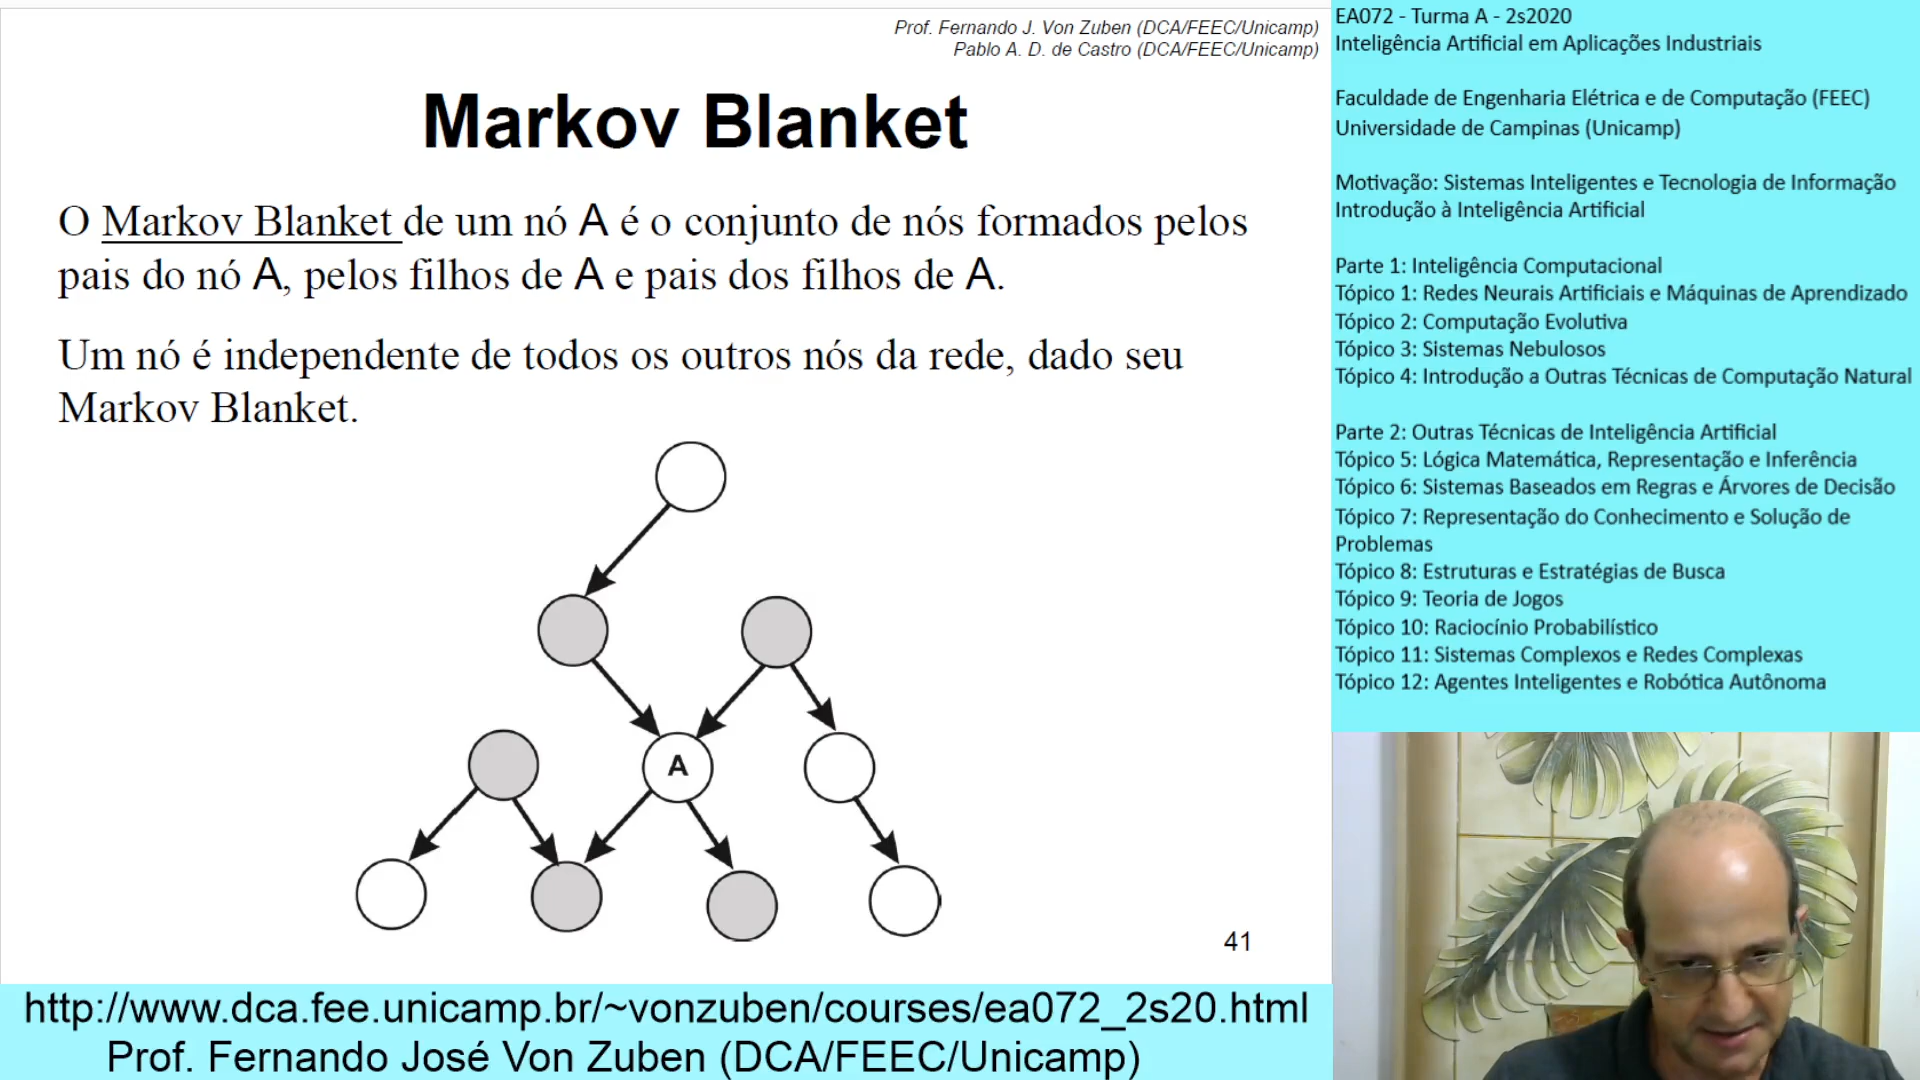 Prof. Fernando J. Von Zuben (DCA/FEEC/Unicamp)
Pablo A. D. de Castro (DCA/FEEC/Unicamp)
Markov Blanket
O Markov Blanket de um nó A é o conjunto de nós formados pelos
pais do nó A, pelos filhos de A e pais dos filhos de A.
Um nó é independente de todos os outros nós da rede, dado seu
Markov Blanket.
A
41
http://www.dca.fee.unicamp.br/~vonzuben/courses/ea072_2s20.html
Prof. Fernando José Von Zuben (DCA/FEEC/Unicamp)
EA072 - Turma A - 2s2020
Inteligência Artificial em Aplicações Industriais
Faculdade de Engenharia Elétrica e de Computação (FEEC)
Universidade de Campinas (Unicamp)
Motivação: Sistemas Inteligentes e Tecnologia de Informação
Introdução à Inteligência Artificial
Parte 1: Inteligência Computacional
Tópico 1: Redes Neurais Artificiais e Máquinas de Aprendizado
Tópico 2: Computação Evolutiva
Tópico 3: Sistemas Nebulosos
Tópico 4: Introdução a Outras Técnicas de Computação Natural
Parte 2: Outras Técnicas de Inteligência Artificial
Tópico 5: Lógica Matemática, Representação e Inferência
Tópico 6: Sistemas Baseados em Regras e Árvores de Decisão
Tópico 7: Representação do Conhecimento e Solução de
Problemas
Tópico 8: Estruturas e Estratégias de Busca
Tópico 9: Teoria de Jogos
Tópico 10: Raciocínio Probabilístico
Tópico 11: Sistemas Complexos e Redes Complexas
Tópico 12: Agentes Inteligentes e Robótica Autônoma